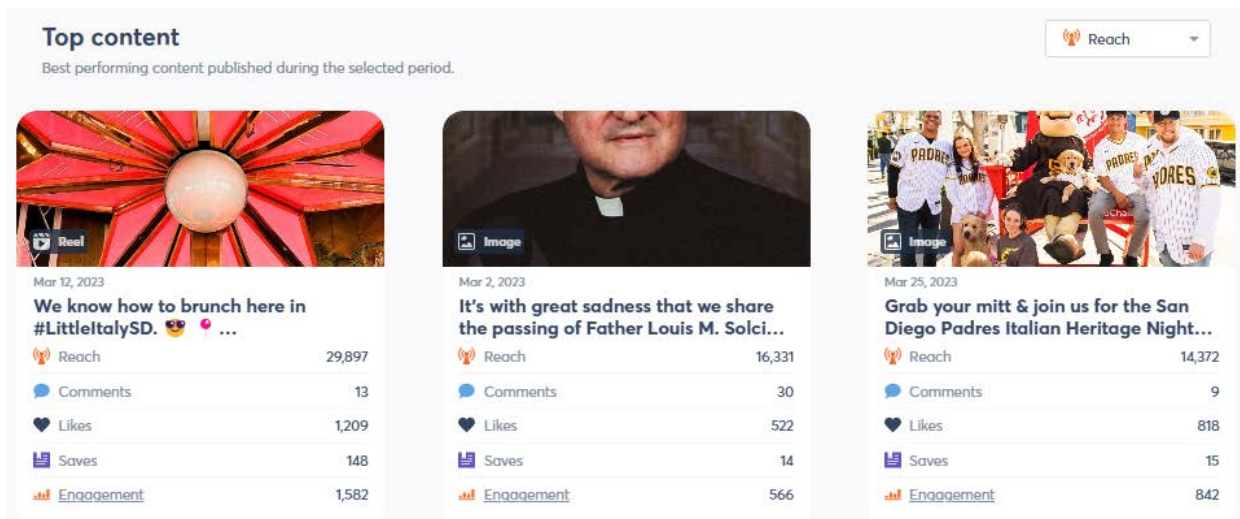 Top content
Reach
Best performing content published during the selected period.
Reel
Mar 12, 2023
We know how to brunch here in
#LittleItalySD. 😎 🎈 ...
Reach 29,897
Comments 13
Likes 1,209
Saves 148
Engagement 1,582
Image
Mar 2, 2023
It's with great sadness that we share
the passing of Father Louis M. Solci...
Reach 16,331
Comments 30
Likes 522
Saves 14
Engagement 566
PADRES
PADRES
Image
Mar 25, 2023
Grab your mitt & join us for the San
Diego Padres Italian Heritage Night...
Reach 14,372
Comments 9
Likes 818
Saves 15
Engagement 842